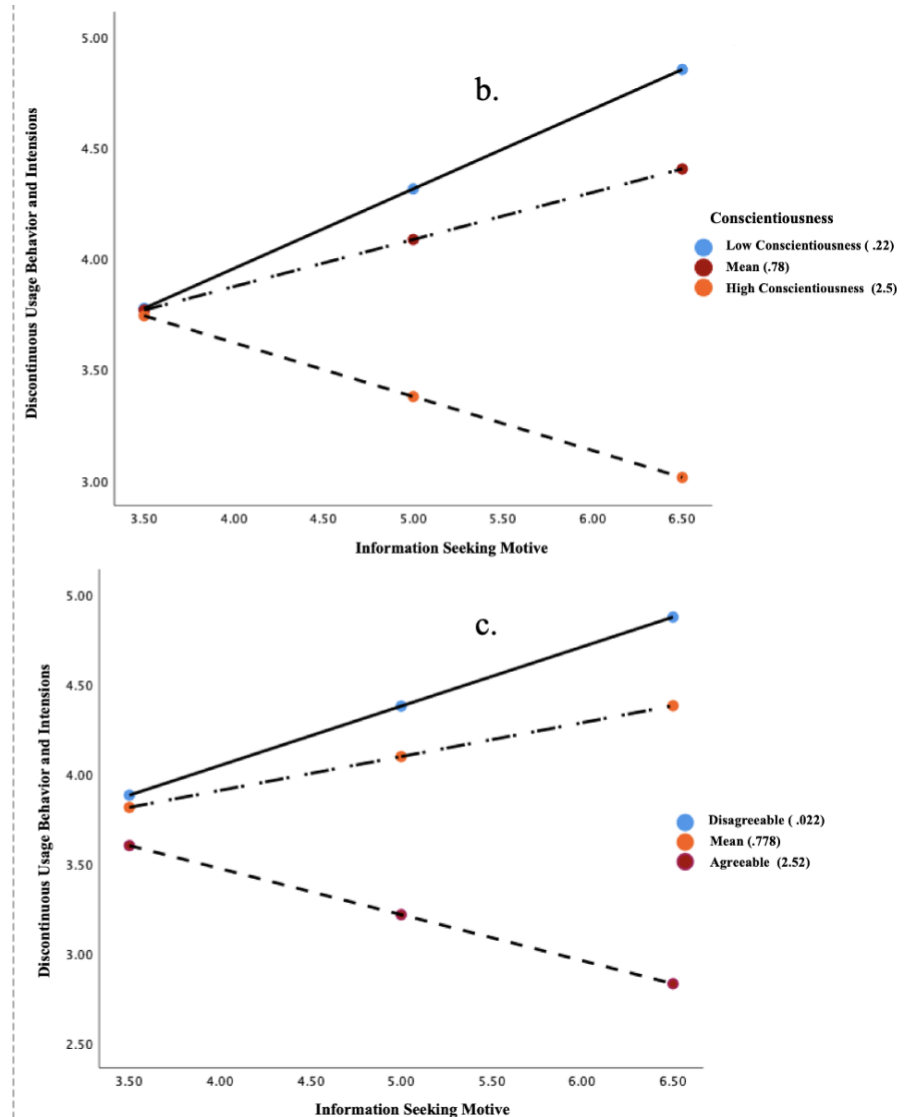 5.00
b.
4.50
4.00
3.50
3.00
Discontinuous Usage Behavior and Intensions
Conscientiousness
Low Conscientiousness ( .22)
Mean (.78)
High Conscientiousness (2.5)
3.50 4.00 4.50 5.00 5.50 6.00 6.50
Information Seeking Motive
5.00
c.
4.50
4.00
3.50
3.00
2.50
Discontinuous Usage Behavior and Intensions
Disagreeable ( .022)
Mean (.778)
Agreeable (2.52)
3.50 4.00 4.50 5.00 5.50 6.00 6.50
Information Seeking Motive